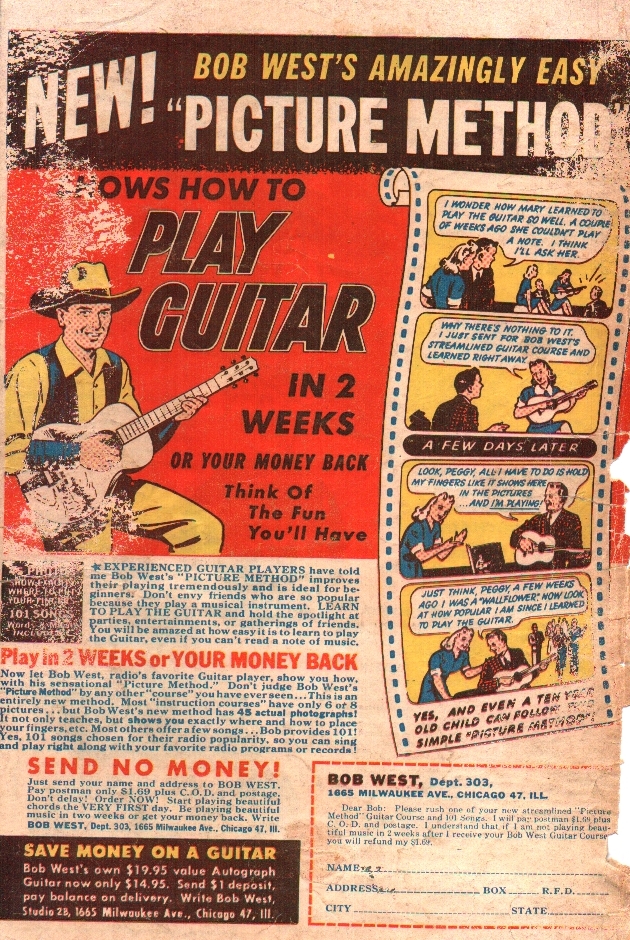 NEW!
BOB WEST'S AMAZINGLY EASY
"PICTURE METHOD"
OWS HOW TO
PLAY
GUITAR
IN 2
WEEKS
OR YOUR MONEY BACK
Think Of
The Fun
You'll Have
I WONDER HOW MARY LEARNED TO
PLAY THE GUITAR SO WELL. A COUPLE
OF WEEKS AGO SHE COULDN'T PLAY
A NOTE. I THINK
I'LL ASK HER.
WHY THERE'S NOTHING TO IT.
I JUST SENT FOR BOB WEST'S
STREAMLINED GUITAR COURSE AND
LEARNED RIGHT AWAY.
A FEW DAYS LATER
LOOK, PEGGY, ALL I HAVE TO DO IS HOLD
MY FINGERS LIKE IT SHOWS HERE
IN THE PICTURES
...AND I'M PLAYING!
JUST THINK, PEGGY, A FEW WEEKS
AGO I WAS A "WALLFLOWER". NOW LOOK
AT HOW POPULAR I AM SINCE I LEARNED
TO PLAY THE GUITAR.
YES, AND EVEN A TEN YEAR
OLD CHILD CAN FOLLOW THIS
SIMPLE "PICTURE METHOD"
101 SONGS
Words & Music
INCLUDED
★EXPERIENCED GUITAR PLAYERS have told
me Bob West's "PICTURE METHOD" improves
their playing tremendously and is ideal for be-
ginners. Don't envy friends who are so popular
because they play a musical instrument. LEARN
TO PLAY THE GUITAR and hold the spotlight at
parties, entertainments, or gatherings of friends.
You will be amazed at how easy it is to learn to play
the Guitar, even if you can't read a note of music.
Play in 2 WEEKS or YOUR MONEY BACK
Now let Bob West, radio's favorite Guitar player, show you how
with his sensational "Picture Method." Don't judge Bob West's
"Picture Method" by any other "course" you have ever seen...This is an
entirely new method. Most "instruction courses" have only 6 or 8
pictures...but Bob West's new method has 45 actual photographs!
It not only teaches, but shows you exactly where and how to place
your fingers, etc. Most others offer a few songs...Bob provides 101!
Yes, 101 songs chosen for their radio popularity, so you can sing
and play right along with your favorite radio programs or records!
SEND NO MONEY!
Just send your name and address to BOB WEST.
Pay postman only $1.69 plus C.O.D. and postage.
Don't delay! Order NOW! Start playing beautiful
chords the VERY FIRST day. Be playing beautiful
music in two weeks or get your money back. Write
BOB WEST, Dept. 303, 1665 Milwaukee Ave., Chicago 47, Ill.
SAVE MONEY ON A GUITAR
Bob West's own $19.95 value Autograph
Guitar now only $14.95. Send $1 deposit,
pay balance on delivery. Write Bob West,
Studio 2B, 1665 Milwaukee Ave., Chicago 47, Ill.
BOB WEST, Dept. 303,
1665 MILWAUKEE AVE., CHICAGO 47, ILL.
Dear Bob: Please rush one of your new streamlined "Picture
Method" Guitar Course and 101 Songs. I will pay postman $1.69 plus
C. O. D. and postage. I understand that if I am not playing beau-
tiful music in 2 weeks after I receive your Bob West Guitar Course
you will refund my $1.69.
NAME
ADDRESS BOX R.F.D.
CITY STATE